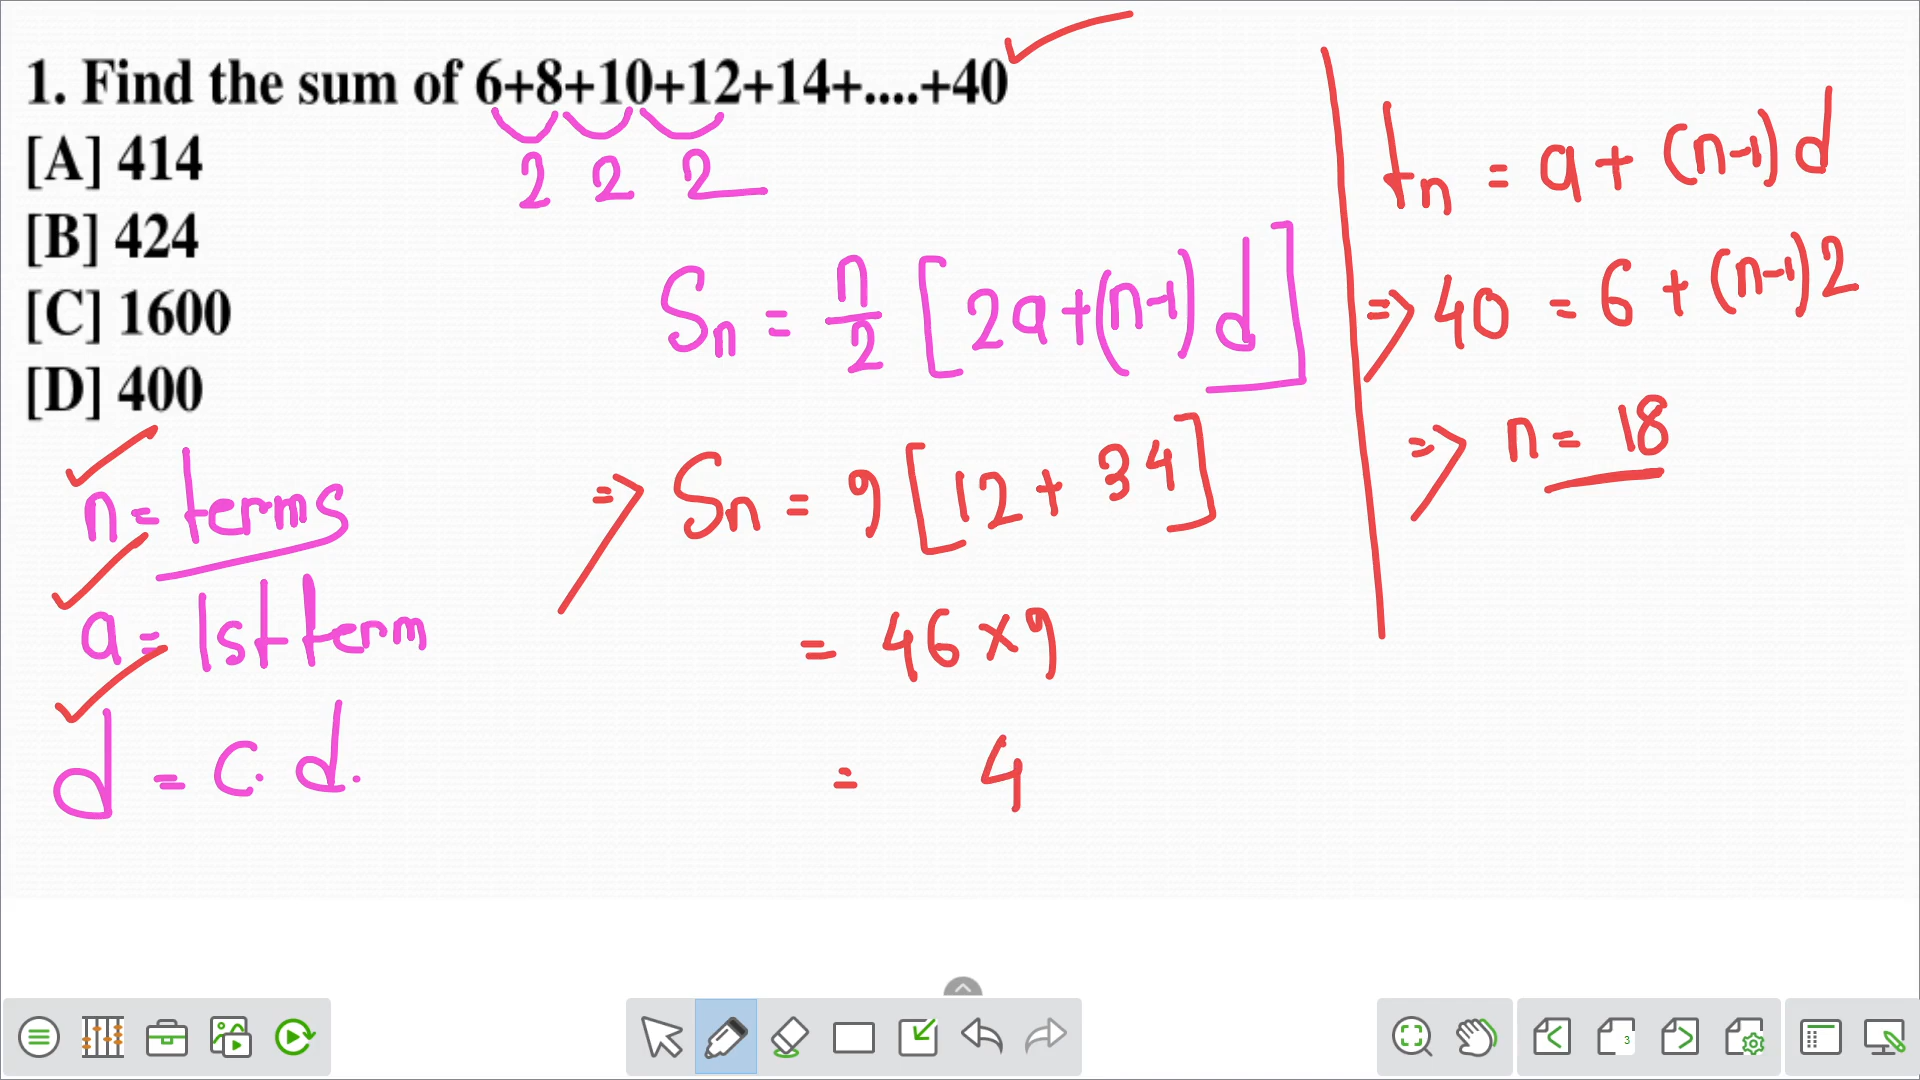 1. Find the sum of 6+8+10+12+14+....+40
[A] 414
[B] 424
[C] 1600
[D] 400
2 2 2
Sn = n/2 [2a+(n-1)d]
n = terms
a = 1st term
d = c.d.
=> Sn = 9[12+34]
= 46×9
= 4
tn = a+(n-1)d
=> 40 = 6+(n-1)2
=> n = 18
3